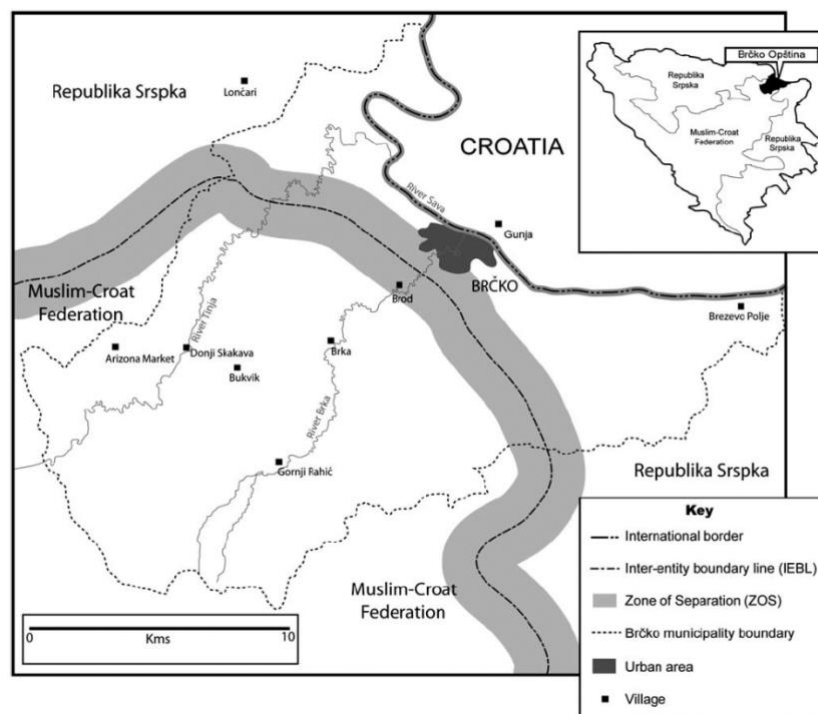 Republika Srspka
Lončari
CROATIA
River Sava
Gunja
BRČKO
Brod
Brezevo Polje
Muslim-Croat
Federation
River Tinja
Arizona Market
Donji Skakava
Bukvik
Brka
River Brka
Gornji Rahić
Republika Srspka
Muslim-Croat
Federation
0
10
Kms
Brčko Opština
Republika
Srspka
Muslim-Croat
Federation
Republika
Srspka
Key
International border
Inter-entity boundary line (IEBL)
Zone of Separation (ZOS)
Brčko municipality boundary
Urban area
Village